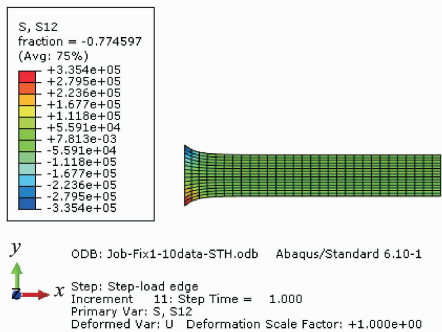 S, S12
fraction = -0.774597
(Avg: 75%)
+3.354e+05
+2.795e+05
+2.236e+05
+1.677e+05
+1.118e+05
+5.591e+04
+7.813e-03
-5.591e+04
-1.118e+05
-1.677e+05
-2.236e+05
-2.795e+05
-3.354e+05
ODB: Job-Fix1-10data-STH.odb Abaqus/Standard 6.10-1
y
x
Step: Step-load edge
Increment 11: Step Time = 1.000
Primary Var: S, S12
Deformed Var: U Deformation Scale Factor: +1.000e+00